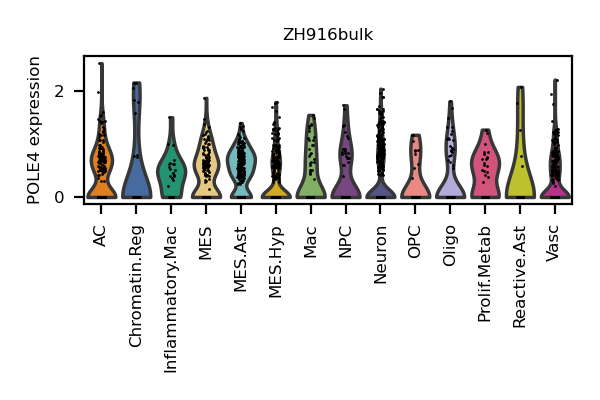 ZH916bulk
POLE4 expression
2
0
AC
Chromatin.Reg
Inflammatory.Mac
MES
MES.Ast
MES.Hyp
Mac
NPC
Neuron
OPC
Oligo
Prolif.Metab
Reactive.Ast
Vasc